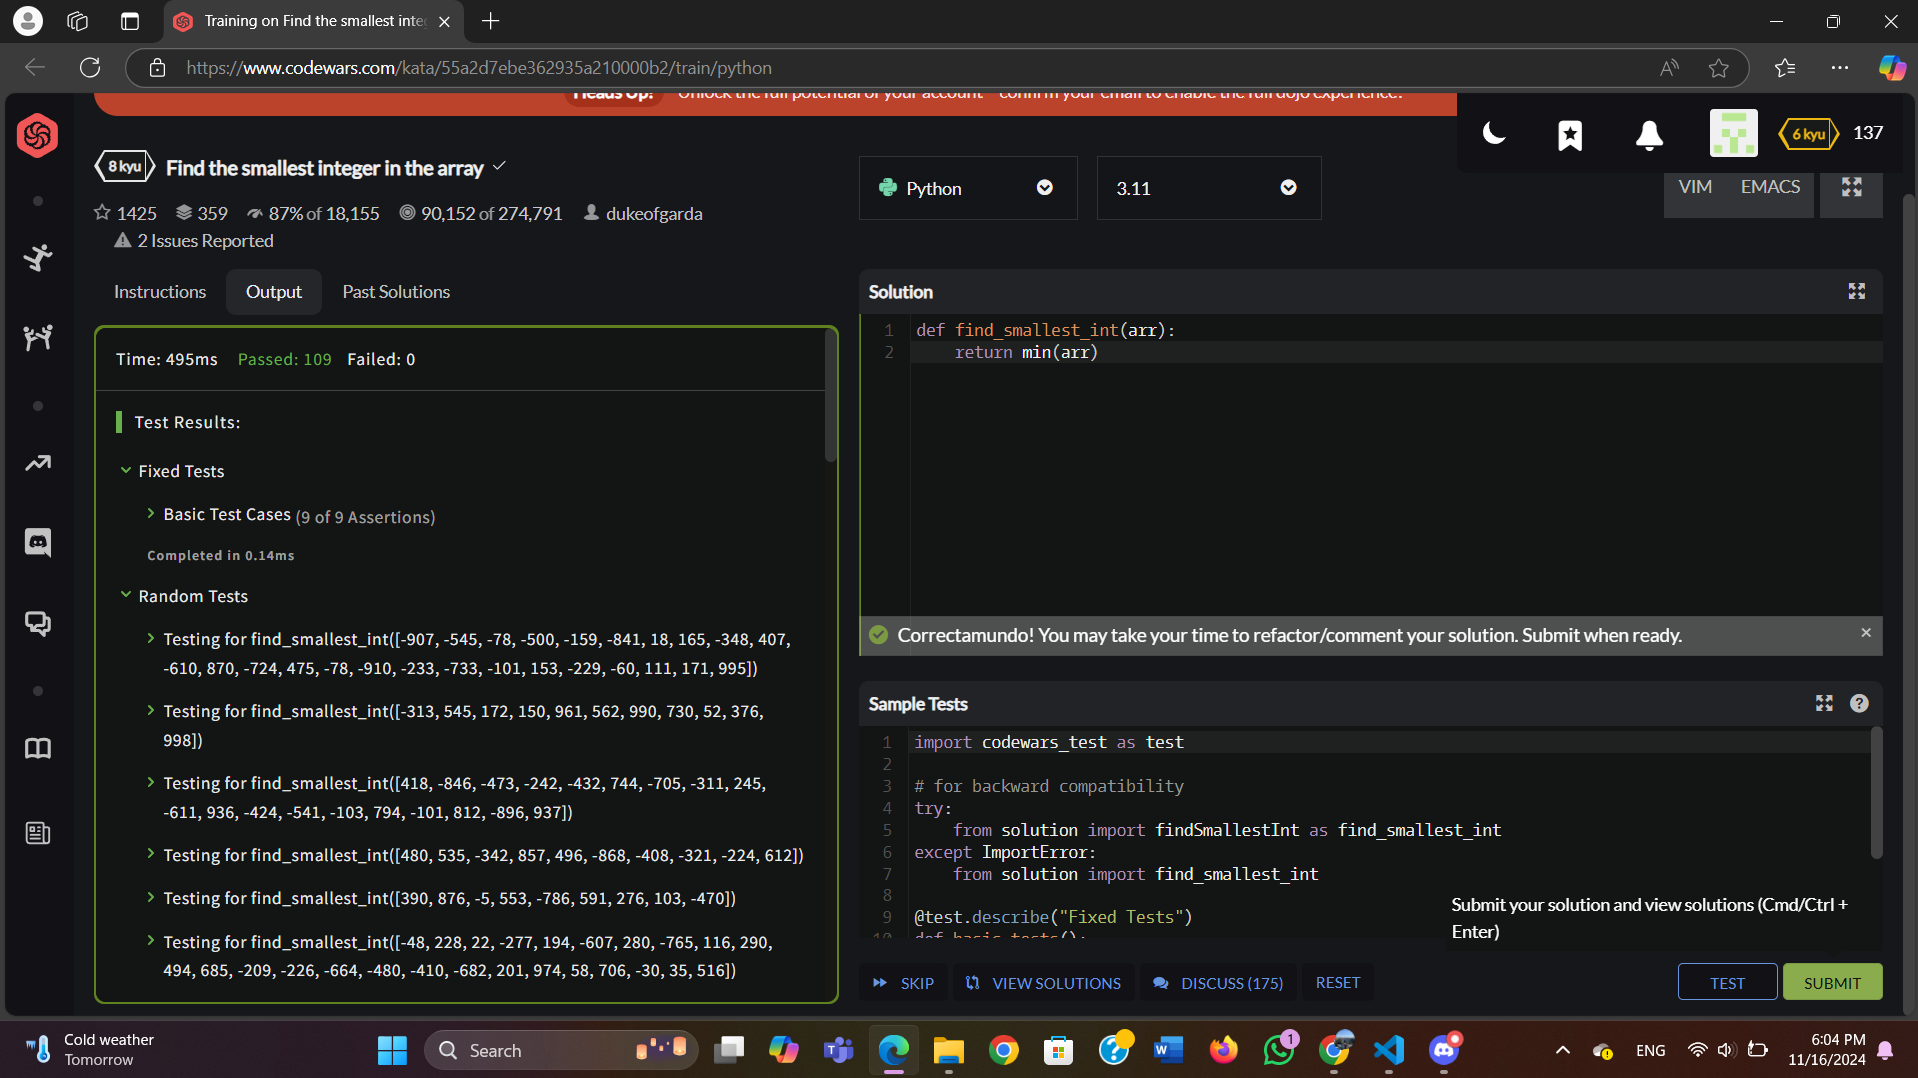 Training on Find the smallest inte
https://www.codewars.com/kata/55a2d7ebe362935a210000b2/train/python
Heads Up! Unlock the full potential of your account - confirm your email to enable the full dojo experience.
6 kyu 137
8 kyu Find the smallest integer in the array
1425 359 87% of 18,155 90,152 of 274,791 dukeofgarda
2 Issues Reported
Python
3.11
VIM EMACS
Instructions Output Past Solutions
Time: 495ms Passed: 109 Failed: 0
Test Results:
Fixed Tests
Basic Test Cases (9 of 9 Assertions)
Completed in 0.14ms
Random Tests
Testing for find_smallest_int([-907, -545, -78, -500, -159, -841, 18, 165, -348, 407,
-610, 870, -724, 475, -78, -910, -233, -733, -101, 153, -229, -60, 111, 171, 995])
Testing for find_smallest_int([-313, 545, 172, 150, 961, 562, 990, 730, 52, 376,
998])
Testing for find_smallest_int([418, -846, -473, -242, -432, 744, -705, -311, 245,
-611, 936, -424, -541, -103, 794, -101, 812, -896, 937])
Testing for find_smallest_int([480, 535, -342, 857, 496, -868, -408, -321, -224, 612])
Testing for find_smallest_int([390, 876, -5, 553, -786, 591, 276, 103, -470])
Testing for find_smallest_int([-48, 228, 22, -277, 194, -607, 280, -765, 116, 290,
494, 685, -209, -226, -664, -480, -410, -682, 201, 974, 58, 706, -30, 35, 516])
Solution
1 def find_smallest_int(arr):
2     return min(arr)
Correctamundo! You may take your time to refactor/comment your solution. Submit when ready.
Sample Tests
1 import codewars_test as test
2
3 # for backward compatibility
4 try:
5     from solution import findSmallestInt as find_smallest_int
6 except ImportError:
7     from solution import find_smallest_int
8
9 @test.describe("Fixed Tests")
10 def basic_tests():
Submit your solution and view solutions (Cmd/Ctrl +
Enter)
SKIP VIEW SOLUTIONS DISCUSS (175) RESET TEST SUBMIT
Cold weather
Tomorrow
Search
1
ENG
6:04 PM
11/16/2024